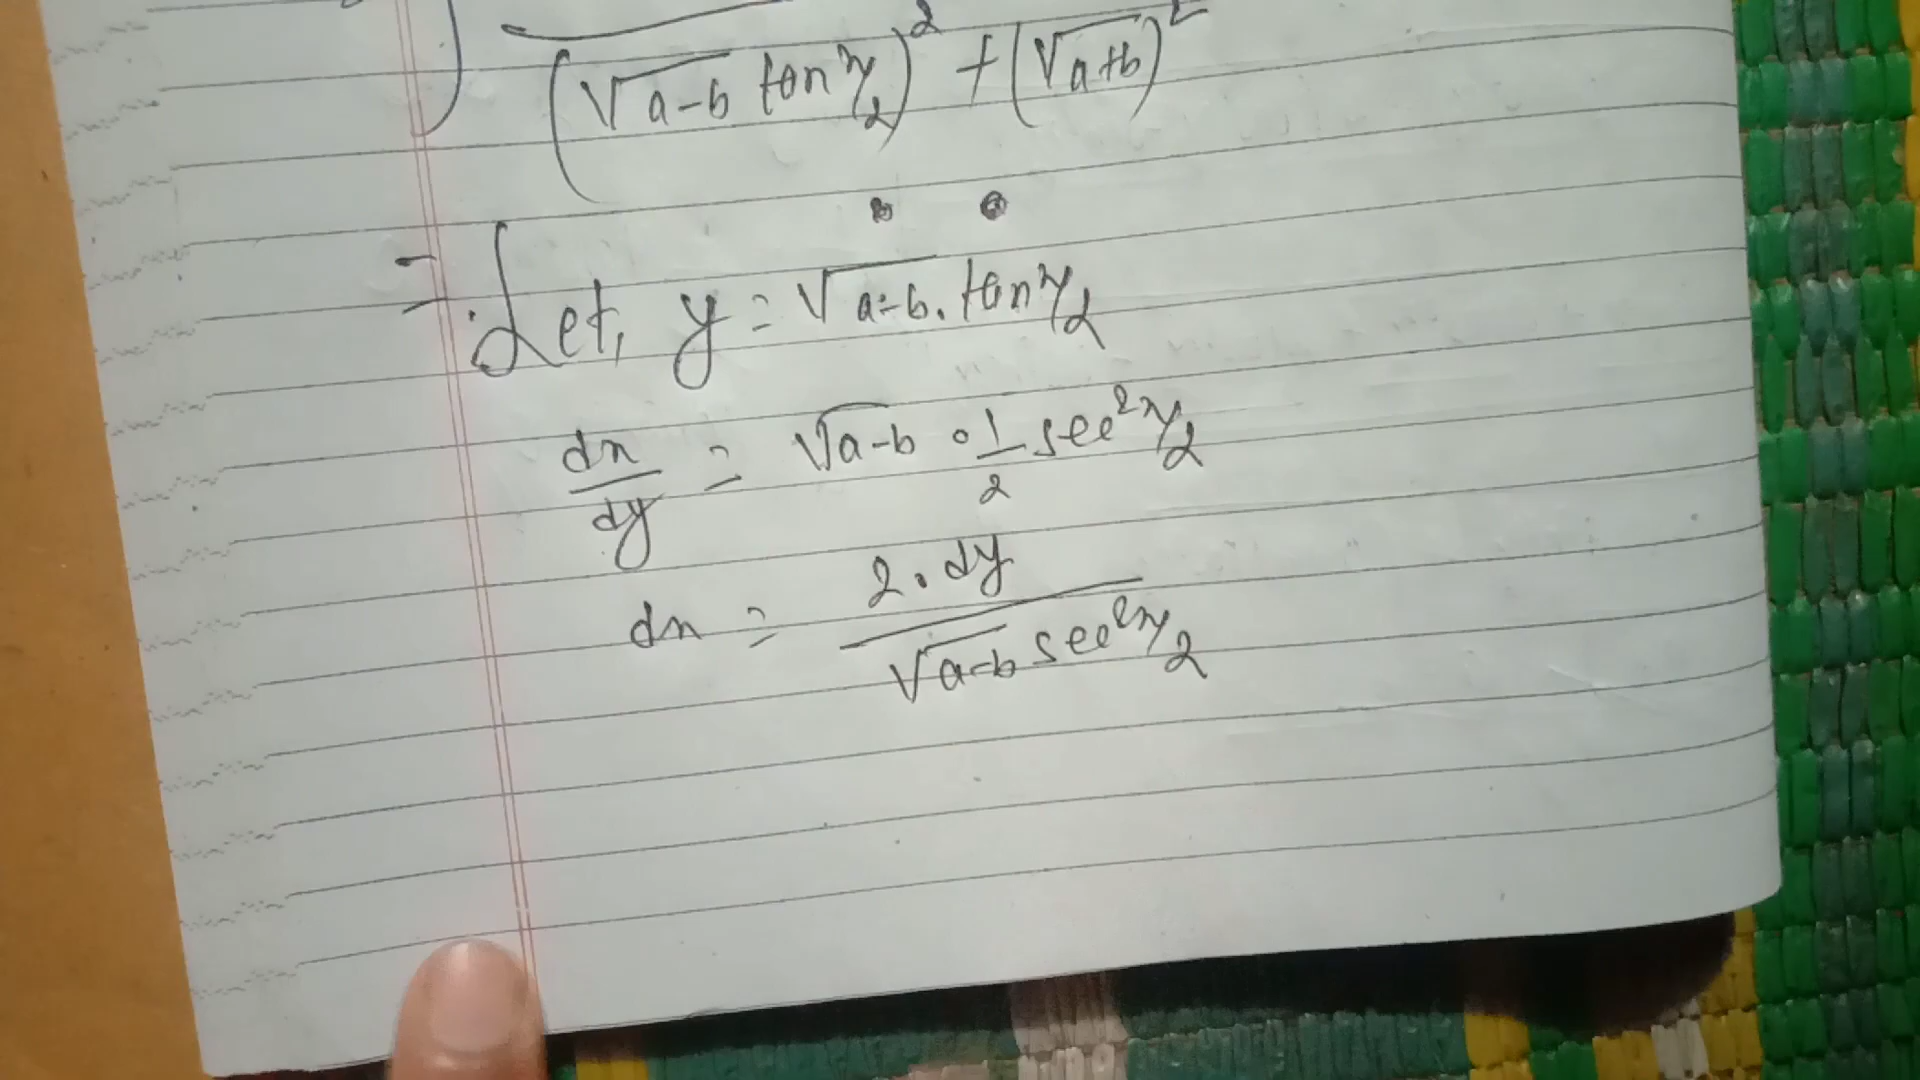 ∫ ―― (√a-b tan x/2)² + (√a+b)²
= Let, y = √a-b . tan x/2
dx/dy = √a-b . 1/2 sec² x/2
dx = 2.dy / √a-b sec² x/2